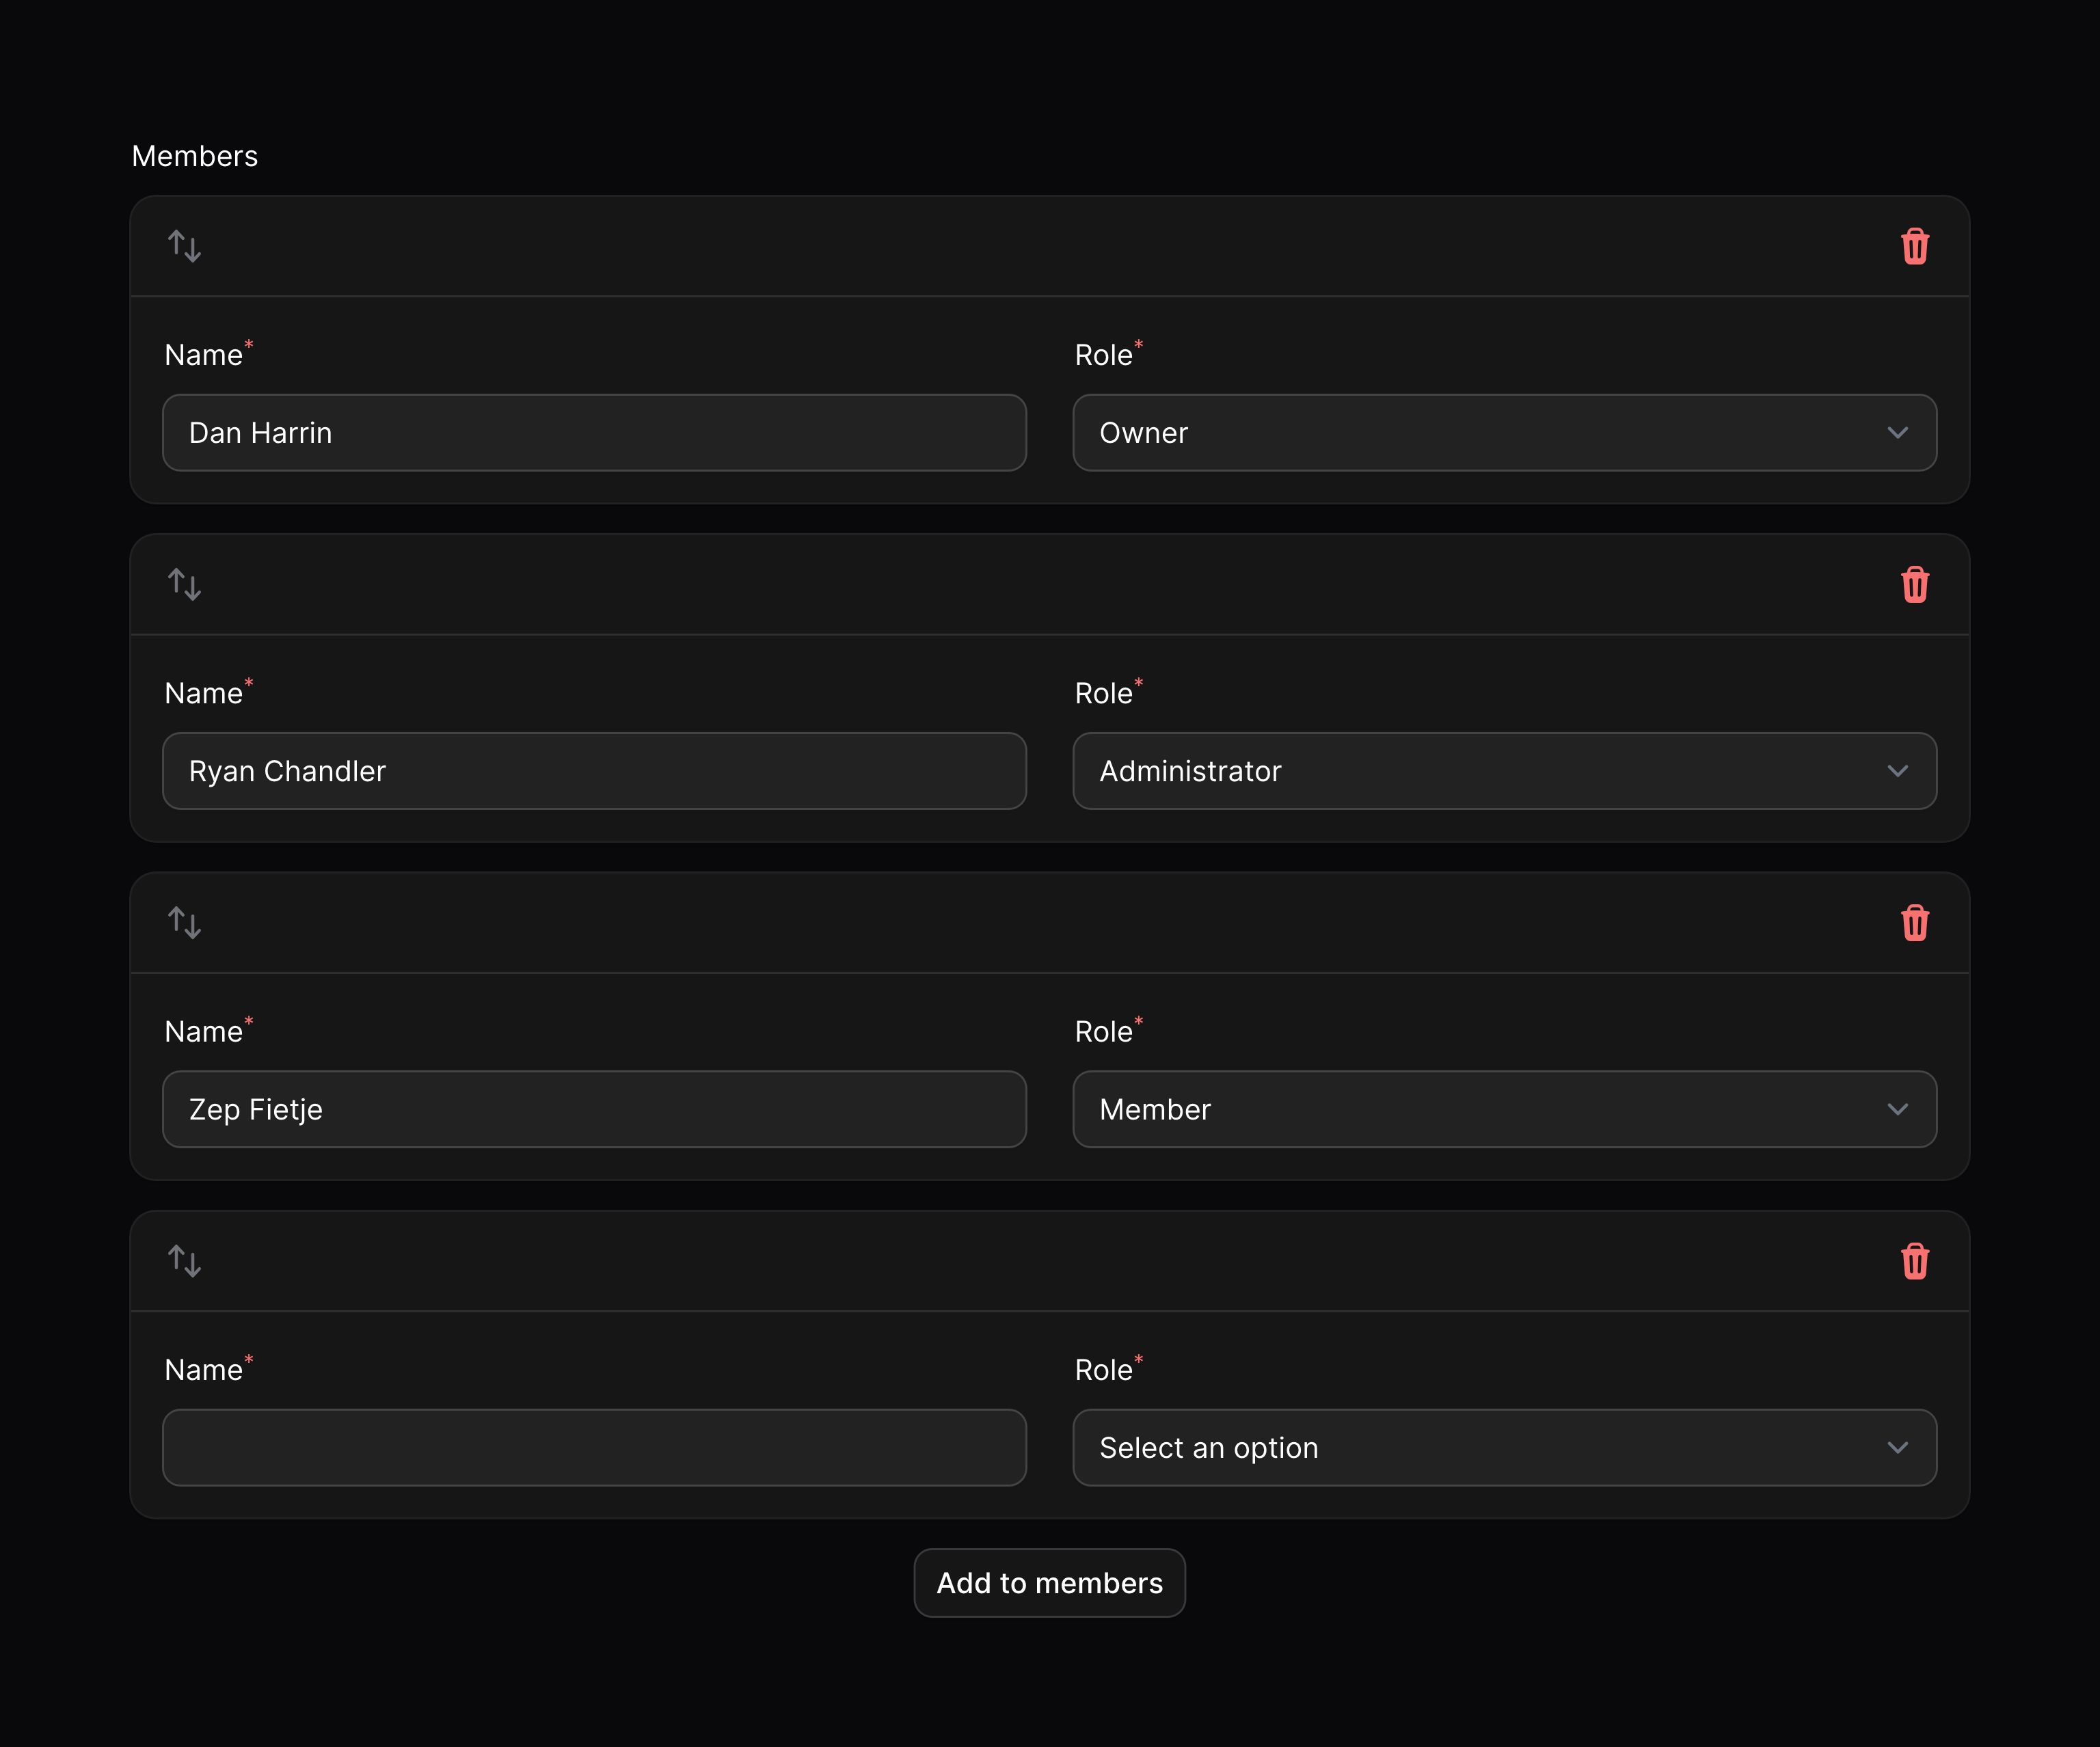 Members
Name* Role*
Dan Harrin Owner
Name* Role*
Ryan Chandler Administrator
Name* Role*
Zep Fietje Member
Name* Role*
Select an option
Add to members